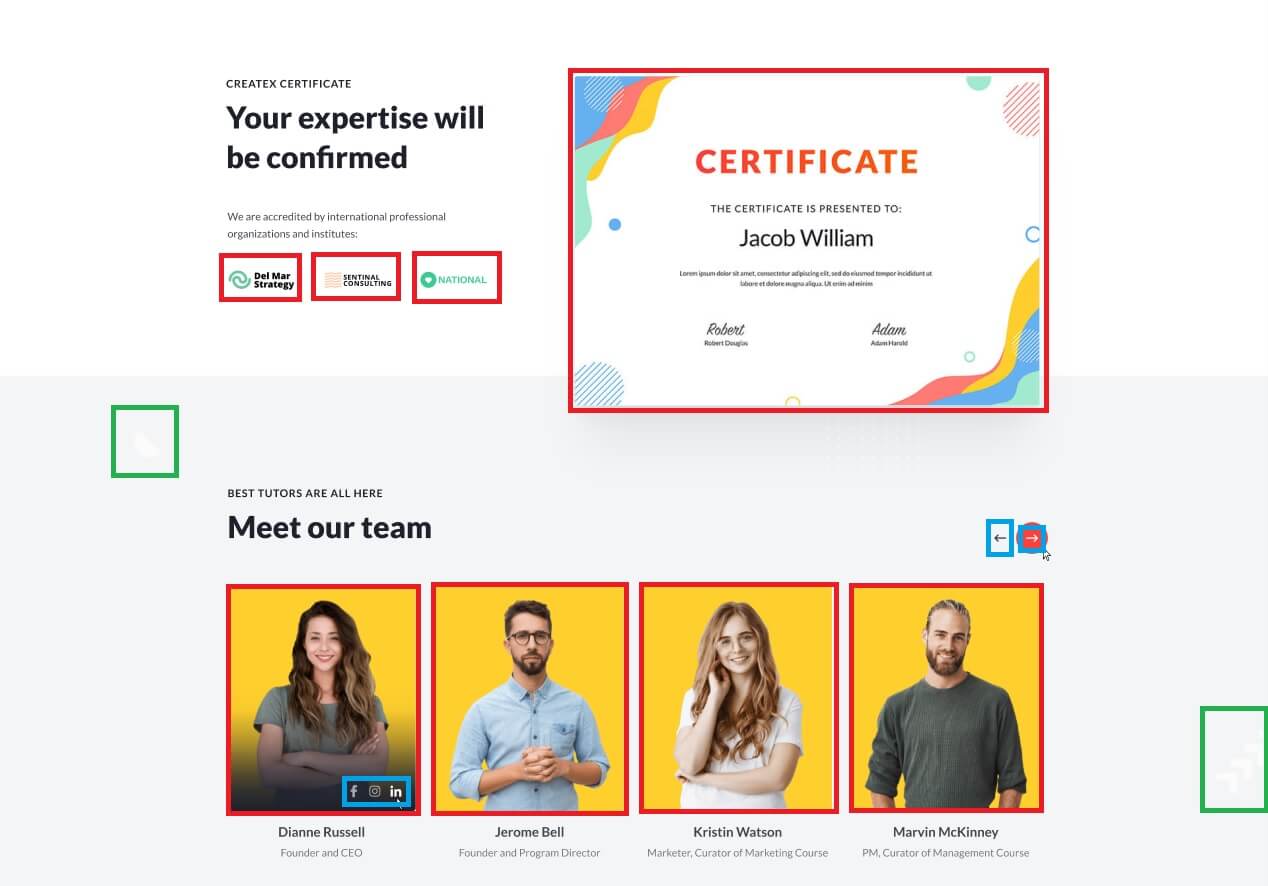 CREATEX CERTIFICATE
Your expertise will
be confirmed
We are accredited by international professional
organizations and institutes:
Del Mar
Strategy
SENTINAL
CONSULTING
NATIONAL
CERTIFICATE
THE CERTIFICATE IS PRESENTED TO:
Jacob William
Lorem ipsum dolor sit amet, consectetur adipiscing elit, sed do eiusmod tempor incididunt ut
labore et dolore magna aliqua. Ut enim ad minim
Robert
Robert Douglas
Adam
Adam Harold
BEST TUTORS ARE ALL HERE
Meet our team
in
Dianne Russell
Founder and CEO
Jerome Bell
Founder and Program Director
Kristin Watson
Marketer, Curator of Marketing Course
Marvin McKinney
PM, Curator of Management Course